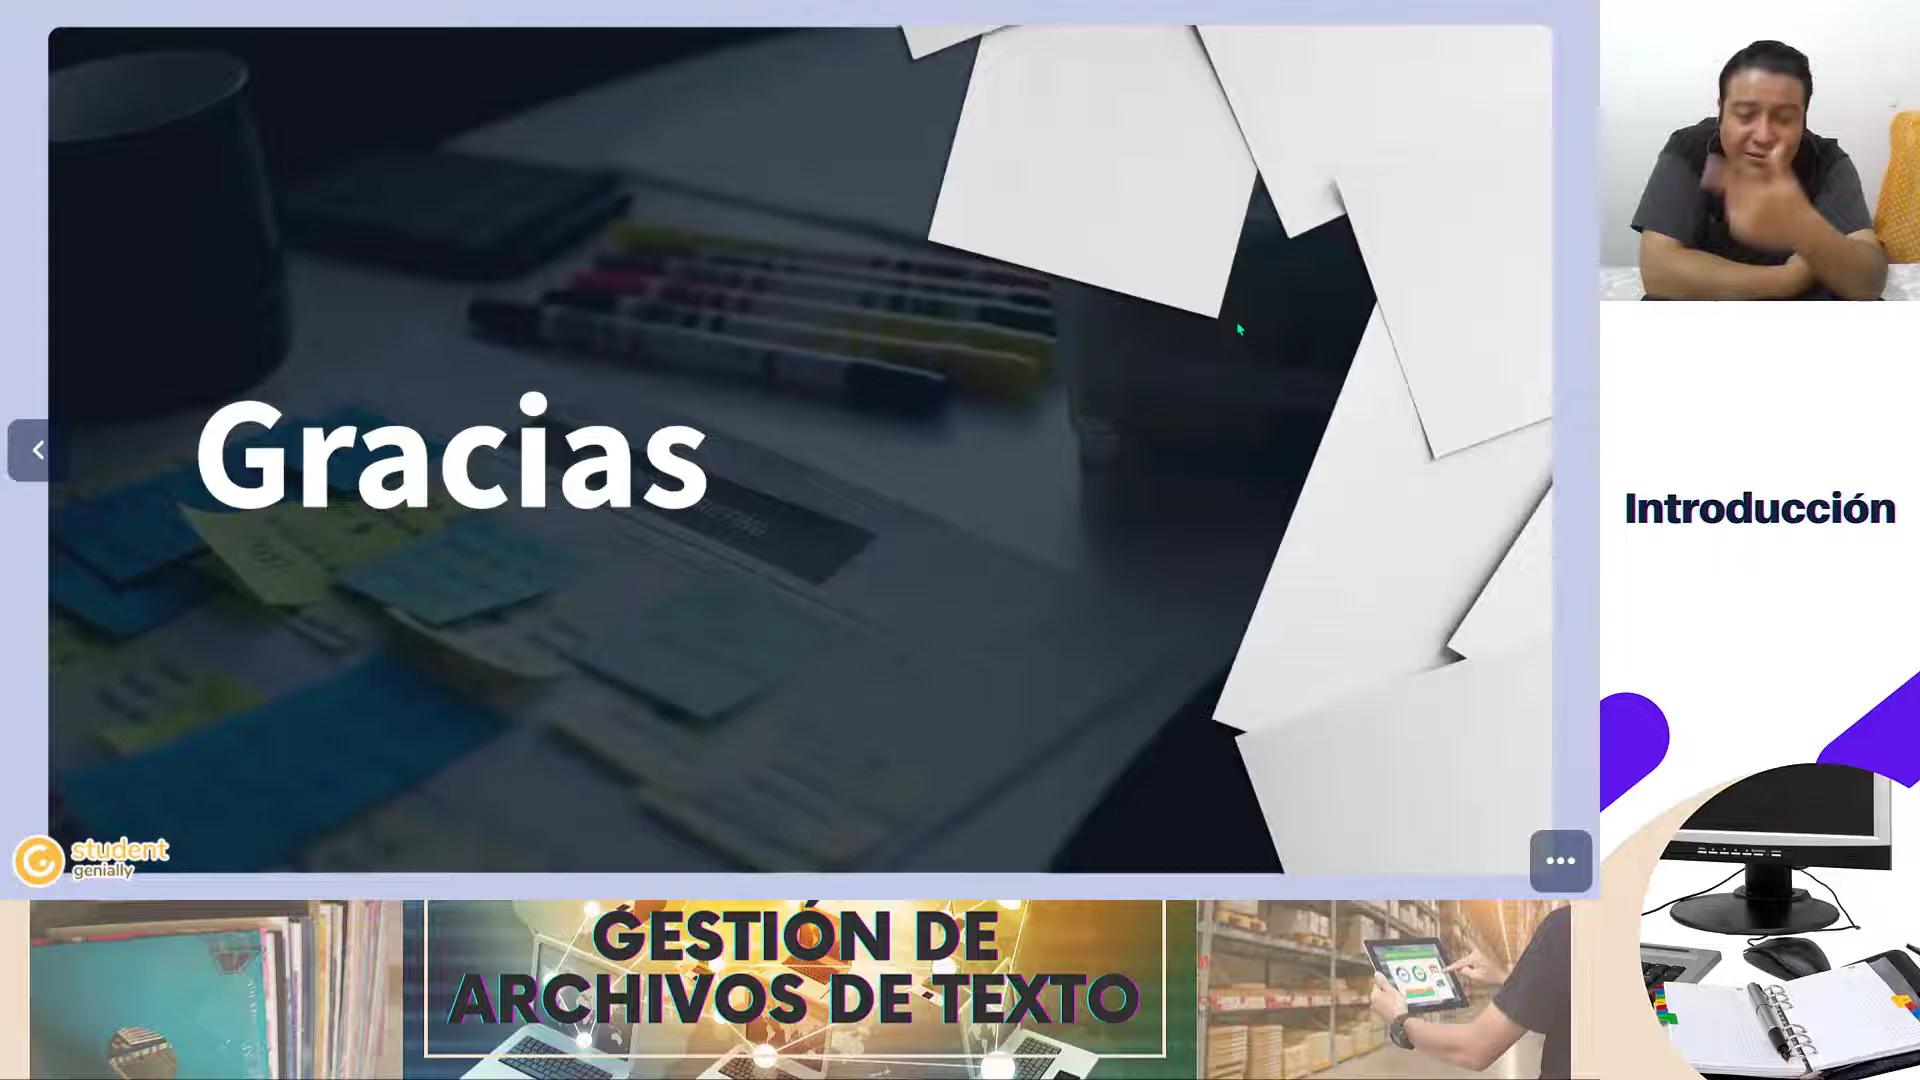 Gracias
Introducción
student
genially
GESTIÓN DE
ARCHIVOS DE TEXTO